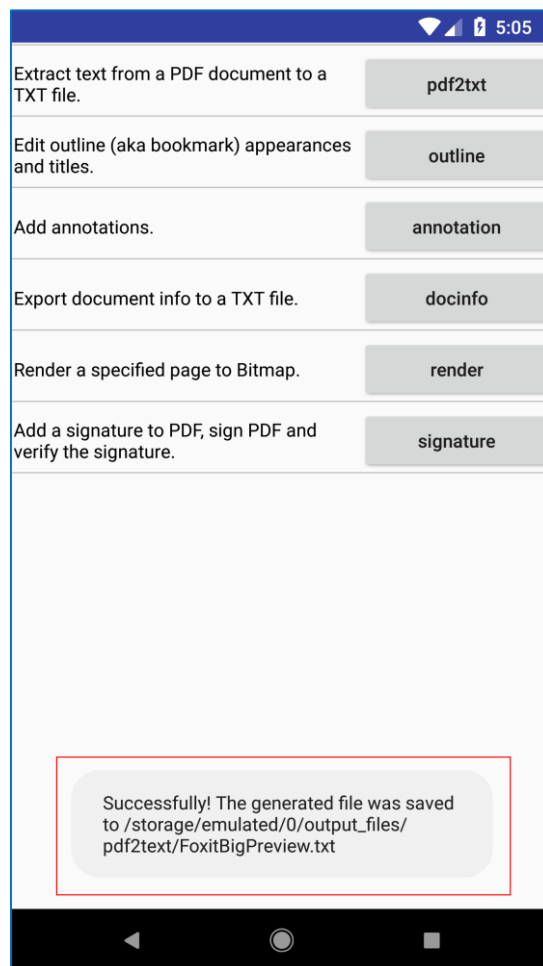 5:05
Extract text from a PDF document to a
TXT file.
pdf2txt
Edit outline (aka bookmark) appearances
and titles.
outline
Add annotations.
annotation
Export document info to a TXT file.
docinfo
Render a specified page to Bitmap.
render
Add a signature to PDF, sign PDF and
verify the signature.
signature
Successfully! The generated file was saved
to /storage/emulated/0/output_files/
pdf2text/FoxitBigPreview.txt